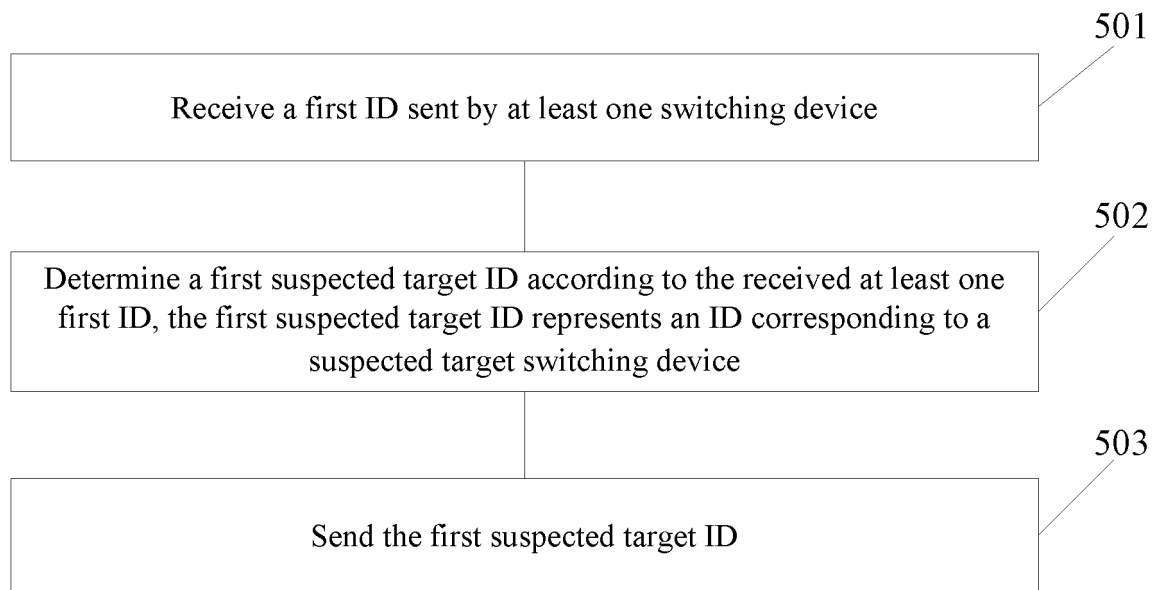 501
Receive a first ID sent by at least one switching device
502
Determine a first suspected target ID according to the received at least one
first ID, the first suspected target ID represents an ID corresponding to a
suspected target switching device
503
Send the first suspected target ID